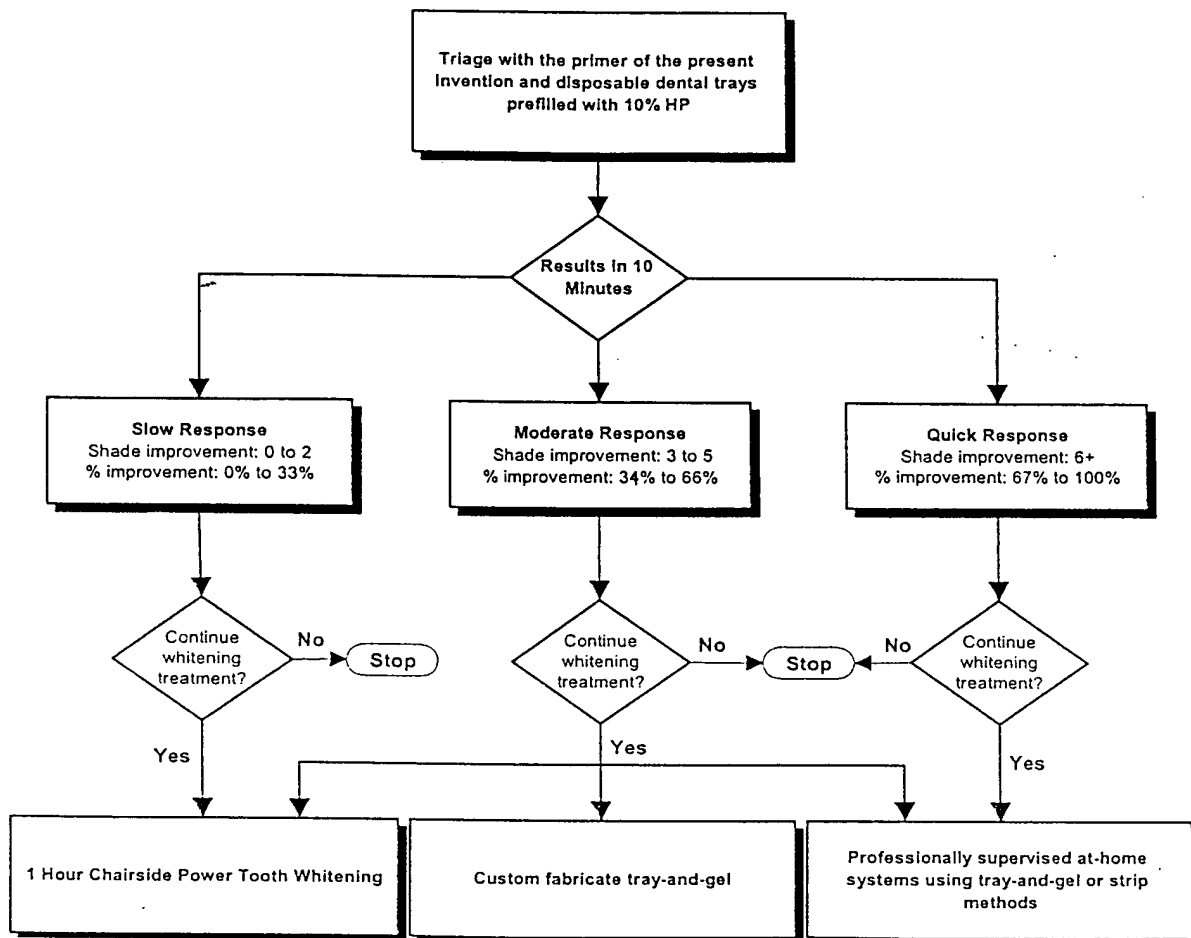 Triage with the primer of the present
Invention and disposable dental trays
prefilled with 10% HP
Results in 10
Minutes
Slow Response
Shade improvement: 0 to 2
% improvement: 0% to 33%
Moderate Response
Shade improvement: 3 to 5
% improvement: 34% to 66%
Quick Response
Shade improvement: 6+
% improvement: 67% to 100%
Continue
whitening
treatment?
No
Stop
Continue
whitening
treatment?
No
Stop
No
Continue
whitening
treatment?
Yes
Yes
Yes
1 Hour Chairside Power Tooth Whitening
Custom fabricate tray-and-gel
Professionally supervised at-home
systems using tray-and-gel or strip
methods